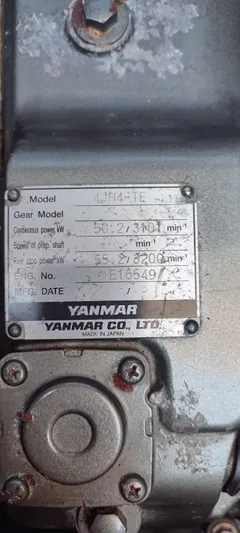 Model 4JH4-TE
Gear Model
Continuous power, kW 50.2/3101 min-1
Speed of prop. shaft min-1
Fuel stop power kW 55.2/3200 min-1
ENG. No. E16549
MFG. DATE / 
YANMAR
YANMAR CO., LTD.
MADE IN JAPAN